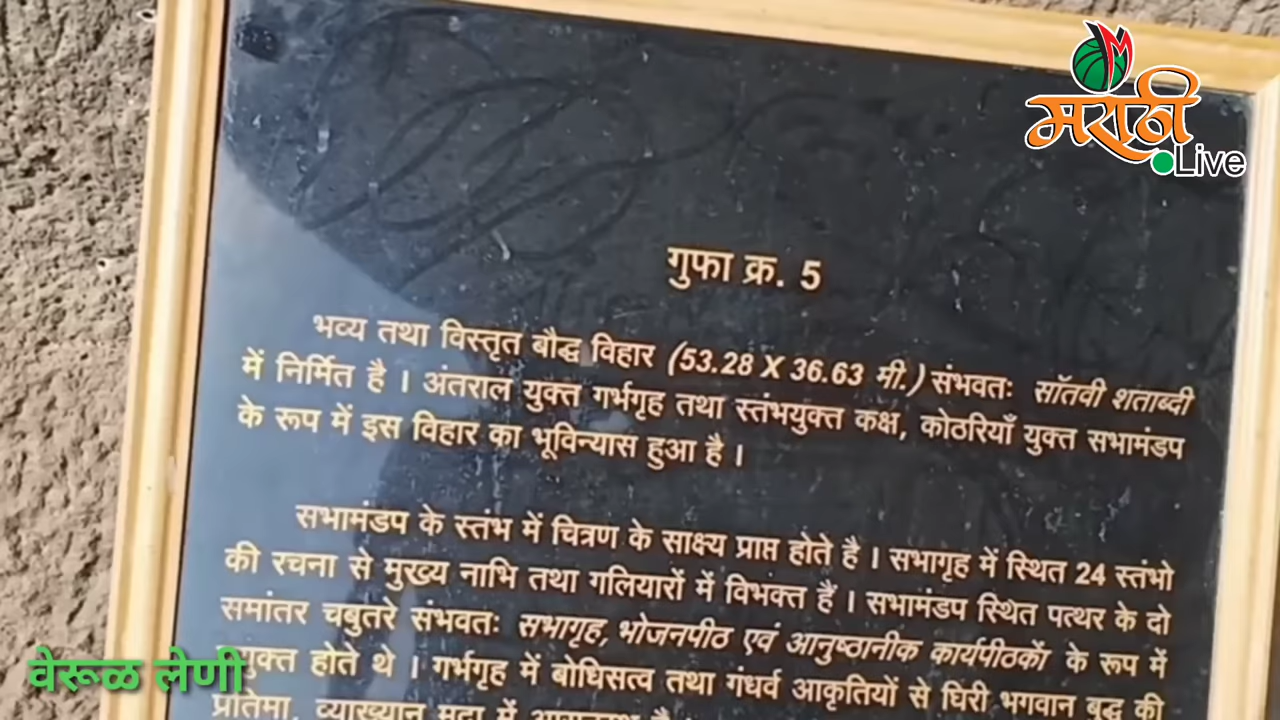 मराठी
Live
गुफा क्र. 5
भव्य तथा विस्तृत बौद्ध विहार (53.28 X 36.63 मी.) संभवतः सॉतवी शताब्दी
में निर्मित है । अंतराल युक्त गर्भगृह तथा स्तंभयुक्त कक्ष, कोठरियाँ युक्त सभामंडप
के रूप में इस विहार का भूविन्यास हुआ है ।
सभामंडप के स्तंभ में चित्रण के साक्ष्य प्राप्त होते है । सभागृह में स्थित 24 स्तंभो
की रचना से मुख्य नाभि तथा गलियारों में विभक्त हैं । सभामंडप स्थित पत्थर के दो
समांतर चबुतरे संभवतः सभागृह, भोजनपीठ एवं आनुष्ठानीक कार्यपीठकों के रूप में
होते थे । गर्भगृह में बोधिसत्व तथा गंधर्व आकृतियों से घिरी भगवान बुद्ध की
प्रतिमा, व्याख्यान मुद्रा में
वेरूळ लेणी